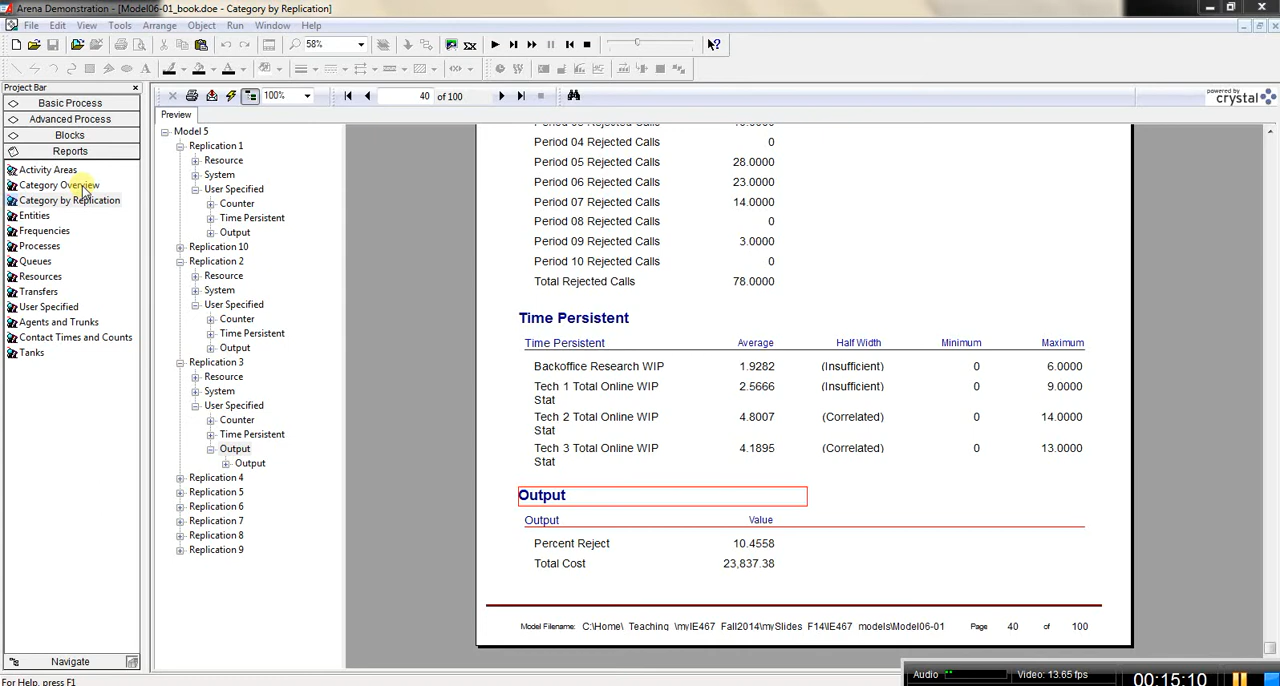 Arena Demonstration - [Model06-01_book.doe - Category by Replication]
File Edit View Tools Arrange Object Run Window Help
58%
Project Bar
Basic Process
Advanced Process
Blocks
Reports
Activity Areas
Category Overview
Category by Replication
Entities
Frequencies
Processes
Queues
Resources
Transfers
User Specified
Agents and Trunks
Contact Times and Counts
Tanks
Navigate
For Help, press F1
100% 40 of 100
powered by
crystal
Preview
Model 5
Replication 1
Resource
System
User Specified
Counter
Time Persistent
Output
Replication 10
Replication 2
Resource
System
User Specified
Counter
Time Persistent
Output
Replication 3
Resource
System
User Specified
Counter
Time Persistent
Output
Output
Replication 4
Replication 5
Replication 6
Replication 7
Replication 8
Replication 9
Period 04 Rejected Calls 0
Period 05 Rejected Calls 28.0000
Period 06 Rejected Calls 23.0000
Period 07 Rejected Calls 14.0000
Period 08 Rejected Calls 0
Period 09 Rejected Calls 3.0000
Period 10 Rejected Calls 0
Total Rejected Calls 78.0000
Time Persistent
Time Persistent Average Half Width Minimum Maximum
Backoffice Research WIP 1.9282 (Insufficient) 0 6.0000
Tech 1 Total Online WIP 2.5666 (Insufficient) 0 9.0000
Stat
Tech 2 Total Online WIP 4.8007 (Correlated) 0 14.0000
Stat
Tech 3 Total Online WIP 4.1895 (Correlated) 0 13.0000
Stat
Output
Output Value
Percent Reject 10.4558
Total Cost 23,837.38
Model Filename: C:\Home\ Teaching \myIE467 Fall2014\mySlides F14\IE467 models\Model06-01 Page 40 of 100
Audio Video: 13.65 fps 00:15:10